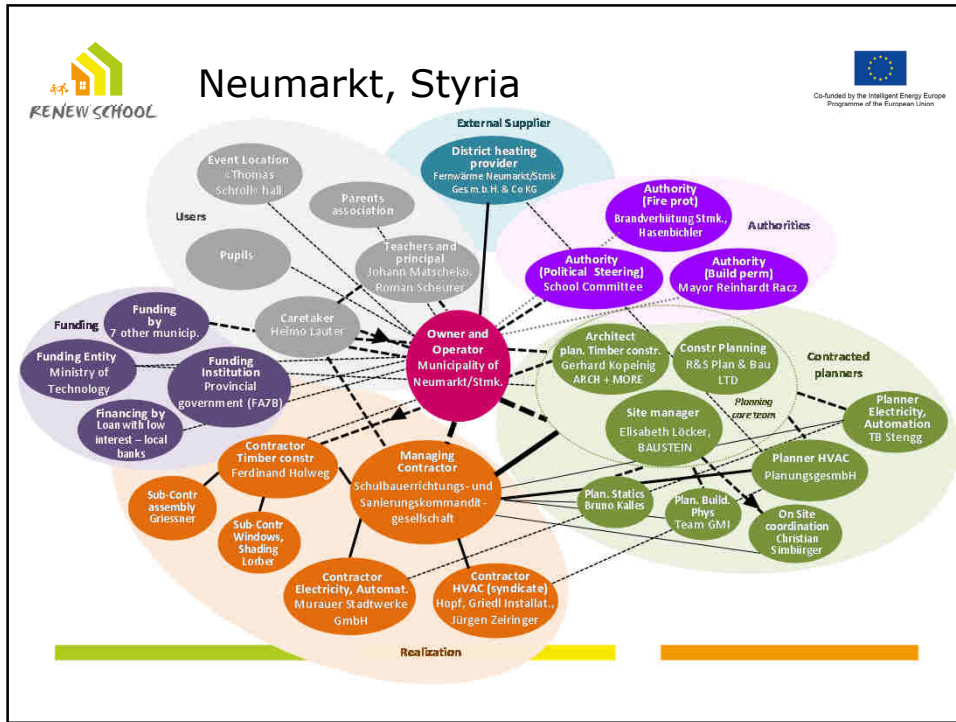 RENEW SCHOOL
Neumarkt, Styria
Co-funded by the Intelligent Energy Europe
Programme of the European Union
External Supplier
District heating
provider
Fernwärme Neumarkt/Stmk
Ges.m.b.H. & Co KG
Event Location
«Thomas
Schroll« hall
Parents
association
Users
Pupils
Teachers and
principal
Johann Matscheko.
Roman Scheurer
Caretaker
Heimo Lauter
Authority
(Fire prot)
Brandverhütung Stmk.,
Hasenbichler
Authorities
Authority
(Political Steering)
School Committee
Authority
(Build perm)
Mayor Reinhardt Racz
Funding
Funding
by
7 other municip.
Funding Entity
Ministry of
Technology
Funding
Institution
Provincial
government (FA7B)
Financing by
Loan with low
interest – local
banks
Owner and
Operator
Municipality of
Neumarkt/Stmk.
Architect
plan. Timber constr.
Gerhard Kopeinig
ARCH + MORE
Constr Planning
R&S Plan & Bau
LTD
Contracted
planners
Planning
core team
Site manager
Elisabeth Löcker,
BAUSTEIN
Planner
Electricity,
Automation
TB Stengg
Planner HVAC
PlanungsgesmbH
Plan. Statics
Bruno Kalles
Plan. Build.
Phys
Team GMI
On Site
coordination
Christian
Simbürger
Contractor
Timber constr
Ferdinand Holweg
Managing
Contractor
Schulbauerrichtungs- und
Sanierungskommandit-
gesellschaft
Sub-Contr
assembly
Griessner
Sub-Contr
Windows,
Shading
Lorber
Contractor
Electricity, Automat.
Murauer Stadtwerke
GmbH
Contractor
HVAC (syndicate)
Hopf, Griedl Installat.,
Jürgen Zeiringer
Realization